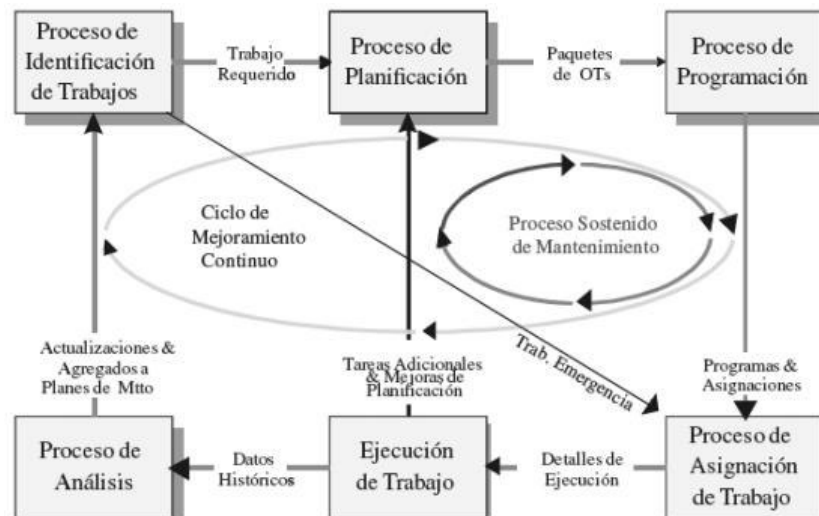 Proceso de
Identificación
de Trabajos
Trabajo
Requerido
Proceso de
Planificación
Paquetes
de OTs
Proceso de
Programación
Ciclo de
Mejoramiento
Continuo
Proceso Sostenido
de Mantenimiento
Actualizaciones &
Agregados a
Planes de Mtto
Tareas Adicionales
& Mejoras de
Planificación
Trab. Emergencia
Programas &
Asignaciones
Proceso de
Análisis
Datos
Históricos
Ejecución
de Trabajo
Detalles de
Ejecución
Proceso de
Asignación
de Trabajo